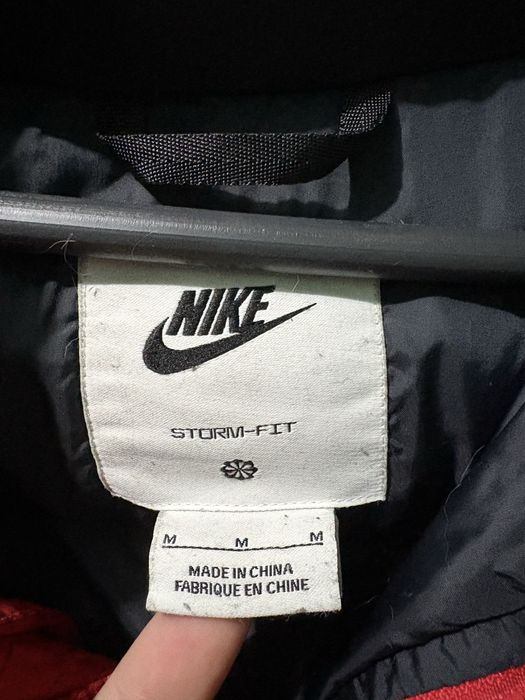 NIKE
STORM-FIT
M M M
MADE IN CHINA
FABRIQUE EN CHINE